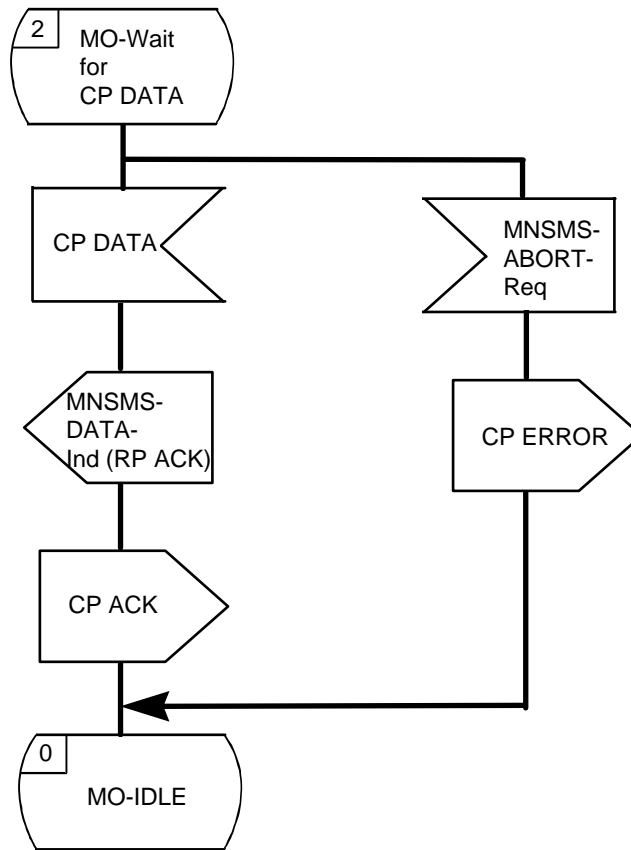 2
MO-Wait
for
CP DATA
CP DATA
MNSMS-
ABORT-
Req
MNSMS-
DATA-
Ind (RP ACK)
CP ERROR
CP ACK
0
MO-IDLE